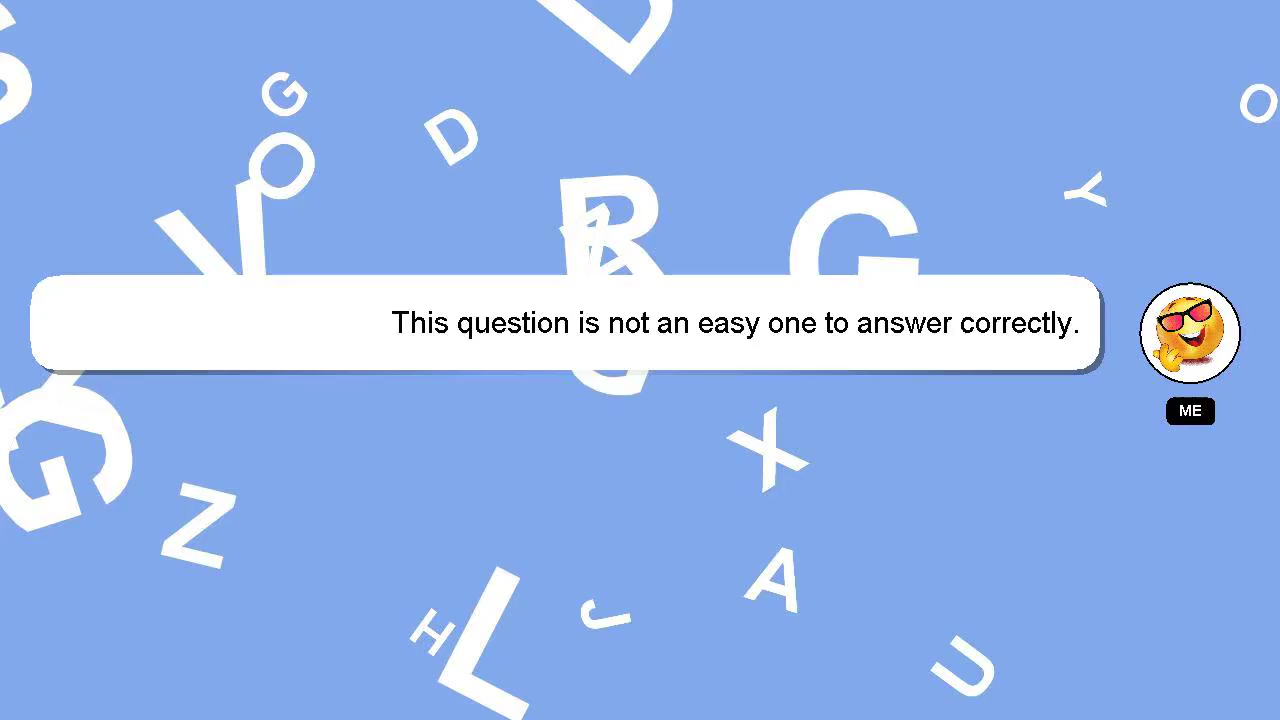 S
D
G
D
O
O
Y
V
R
G
This question is not an easy one to answer correctly.
ME
G
X
Z
A
H
L
J
U